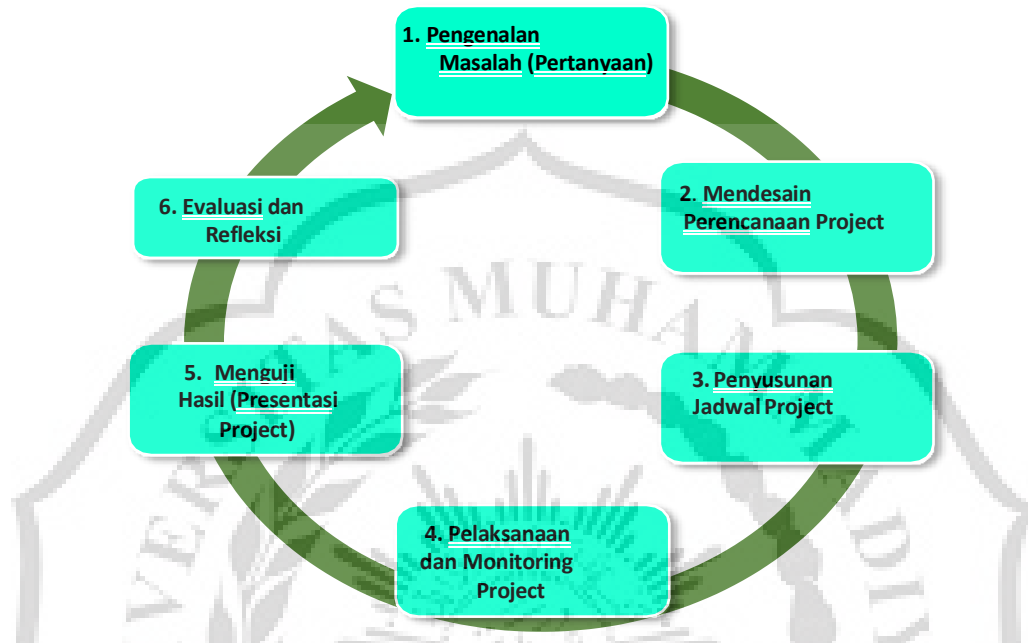 1. Pengenalan
Masalah (Pertanyaan)
2. Mendesain
Perencanaan Project
3. Penyusunan
Jadwal Project
4. Pelaksanaan
dan Monitoring
Project
5. Menguji
Hasil (Presentasi
Project)
6. Evaluasi dan
Refleksi